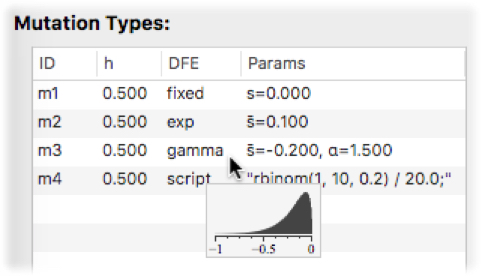 Mutation Types:
ID h DFE Params
m1 0.500 fixed s=0.000
m2 0.500 exp s̄=0.100
m3 0.500 gamma s̄=-0.200, α=1.500
m4 0.500 script "rbinom(1, 10, 0.2) / 20.0;"
−1 −0.5 0